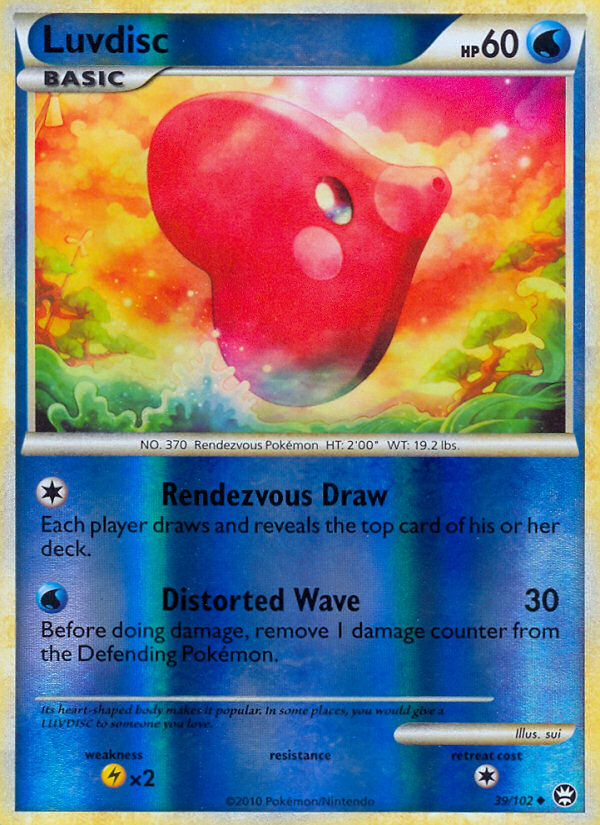 Luvdisc
HP 60
BASIC
NO. 370 Rendezvous Pokémon HT: 2'00" WT: 19.2 lbs.
Rendezvous Draw
Each player draws and reveals the top card of his or her
deck.
Distorted Wave 30
Before doing damage, remove 1 damage counter from
the Defending Pokémon.
Its heart-shaped body makes it popular. In some places, you would give a
LUVDISC to someone you love.
Illus. sui
weakness resistance retreat cost
×2
©2010 Pokémon/Nintendo 39/102